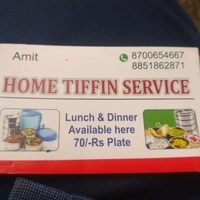 Amit
8700654667
8851862871
HOME TIFFIN SERVICE
Lunch & Dinner
Available here
70/-Rs Plate